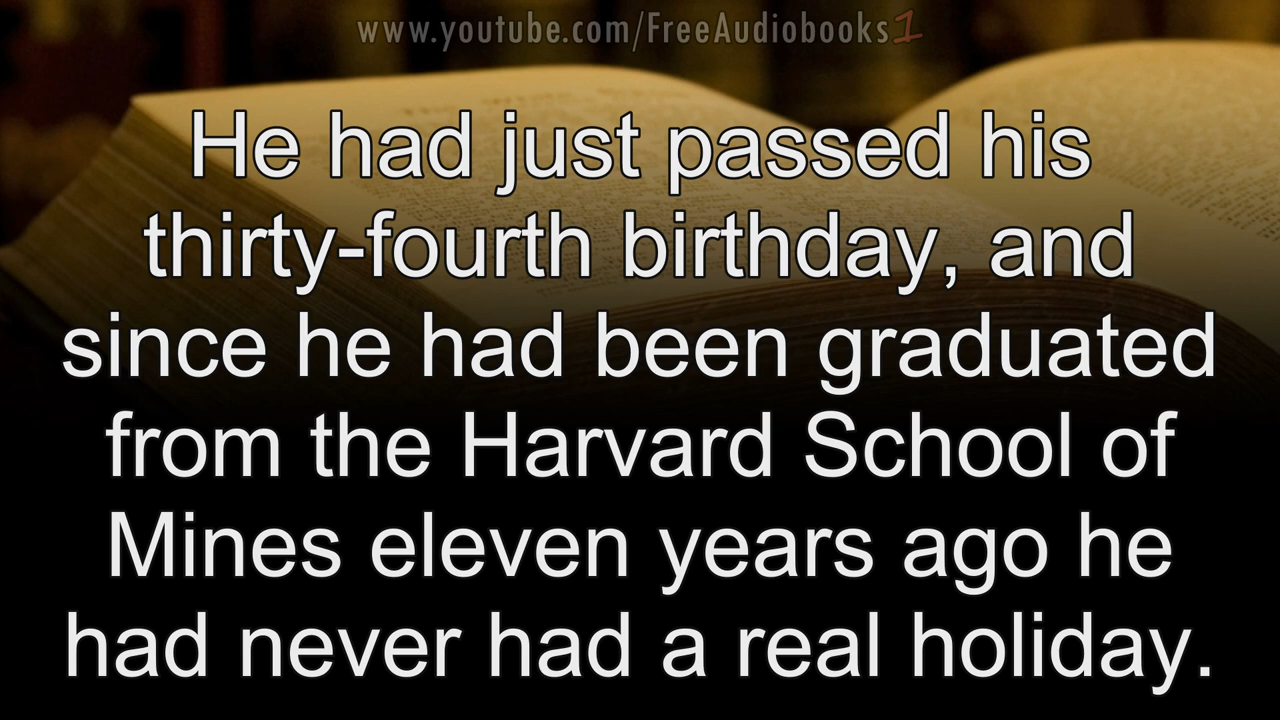 www.youtube.com/FreeAudiobooks1
He had just passed his
thirty-fourth birthday, and
since he had been graduated
from the Harvard School of
Mines eleven years ago he
had never had a real holiday.